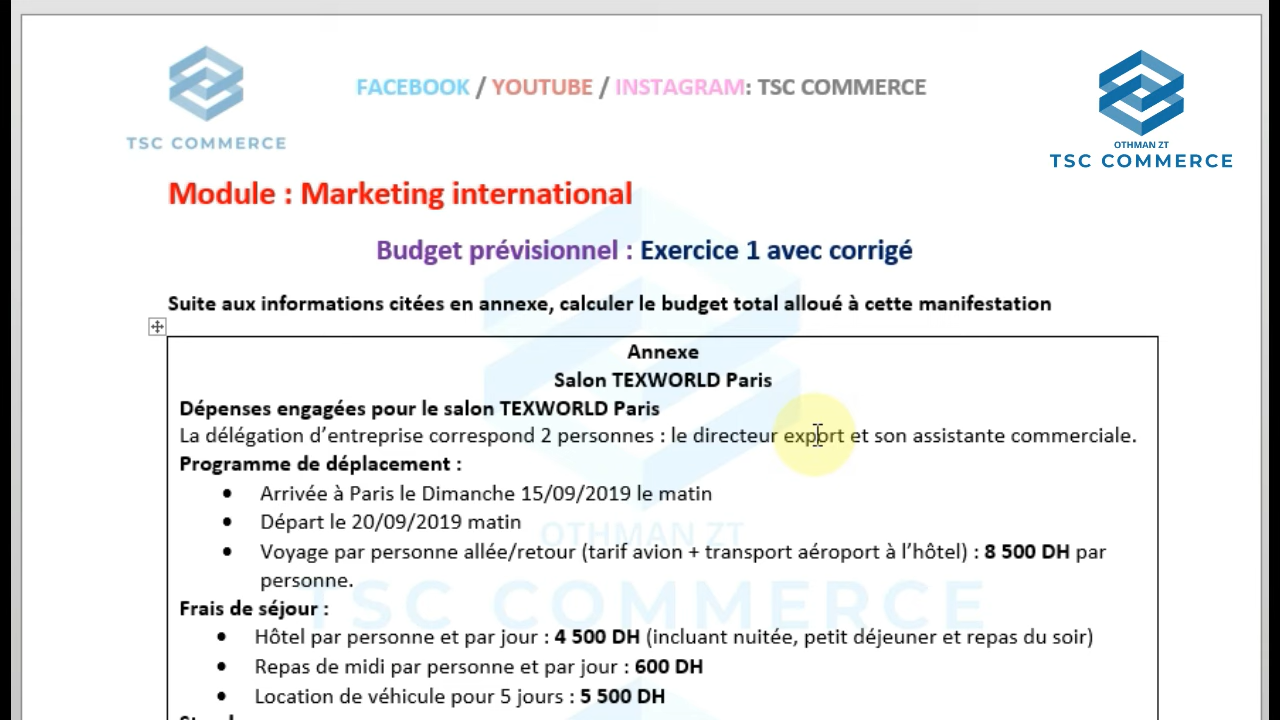 FACEBOOK / YOUTUBE / INSTAGRAM: TSC COMMERCE
TSC COMMERCE
OTHMAN ZT
TSC COMMERCE
Module : Marketing international
Budget prévisionnel : Exercice 1 avec corrigé
Suite aux informations citées en annexe, calculer le budget total alloué à cette manifestation
Annexe
Salon TEXWORLD Paris
Dépenses engagées pour le salon TEXWORLD Paris
La délégation d’entreprise correspond 2 personnes : le directeur export et son assistante commerciale.
Programme de déplacement :
• Arrivée à Paris le Dimanche 15/09/2019 le matin
• Départ le 20/09/2019 matin
OTHMAN ZT
• Voyage par personne allée/retour (tarif avion + transport aéroport à l’hôtel) : 8 500 DH par
personne.
TSC COMMERCE
Frais de séjour :
• Hôtel par personne et par jour : 4 500 DH (incluant nuitée, petit déjeuner et repas du soir)
• Repas de midi par personne et par jour : 600 DH
• Location de véhicule pour 5 jours : 5 500 DH